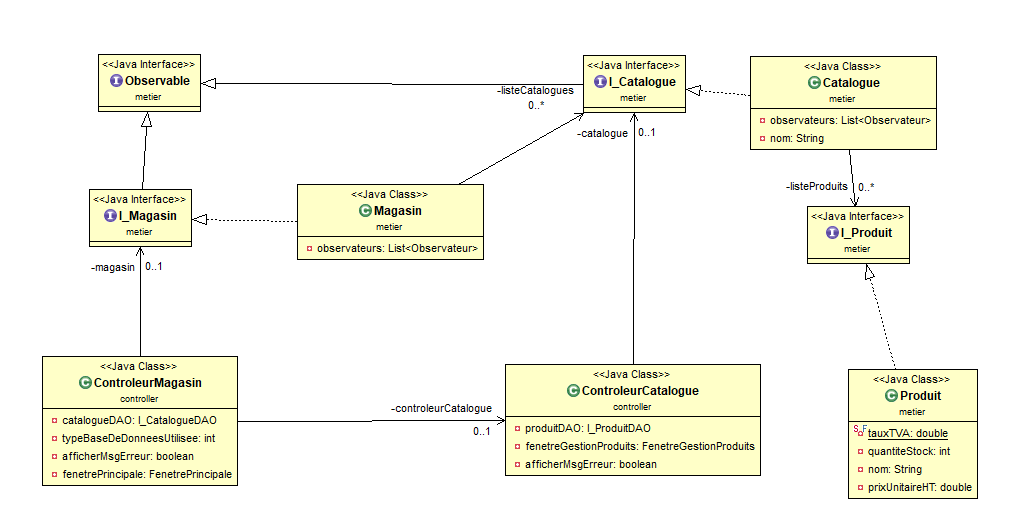 <<Java Interface>>
I Observable
metier
<<Java Interface>>
I I_Catalogue
metier
<<Java Class>>
C Catalogue
metier
observateurs: List<Observateur>
nom: String
-listeCatalogues
0..*
-catalogue
0..1
-listeProduits
0..*
<<Java Interface>>
I I_Magasin
metier
<<Java Class>>
C Magasin
metier
observateurs: List<Observateur>
<<Java Interface>>
I I_Produit
metier
-magasin
0..1
<<Java Class>>
C ControleurMagasin
controller
catalogueDAO: I_CatalogueDAO
typeBaseDeDonneesUtilisee: int
afficherMsgErreur: boolean
fenetrePrincipale: FenetrePrincipale
-controleurCatalogue
0..1
<<Java Class>>
C ControleurCatalogue
controller
produitDAO: I_ProduitDAO
fenetreGestionProduits: FenetreGestionProduits
afficherMsgErreur: boolean
<<Java Class>>
C Produit
metier
S F tauxTVA: double
quantiteStock: int
nom: String
prixUnitaireHT: double